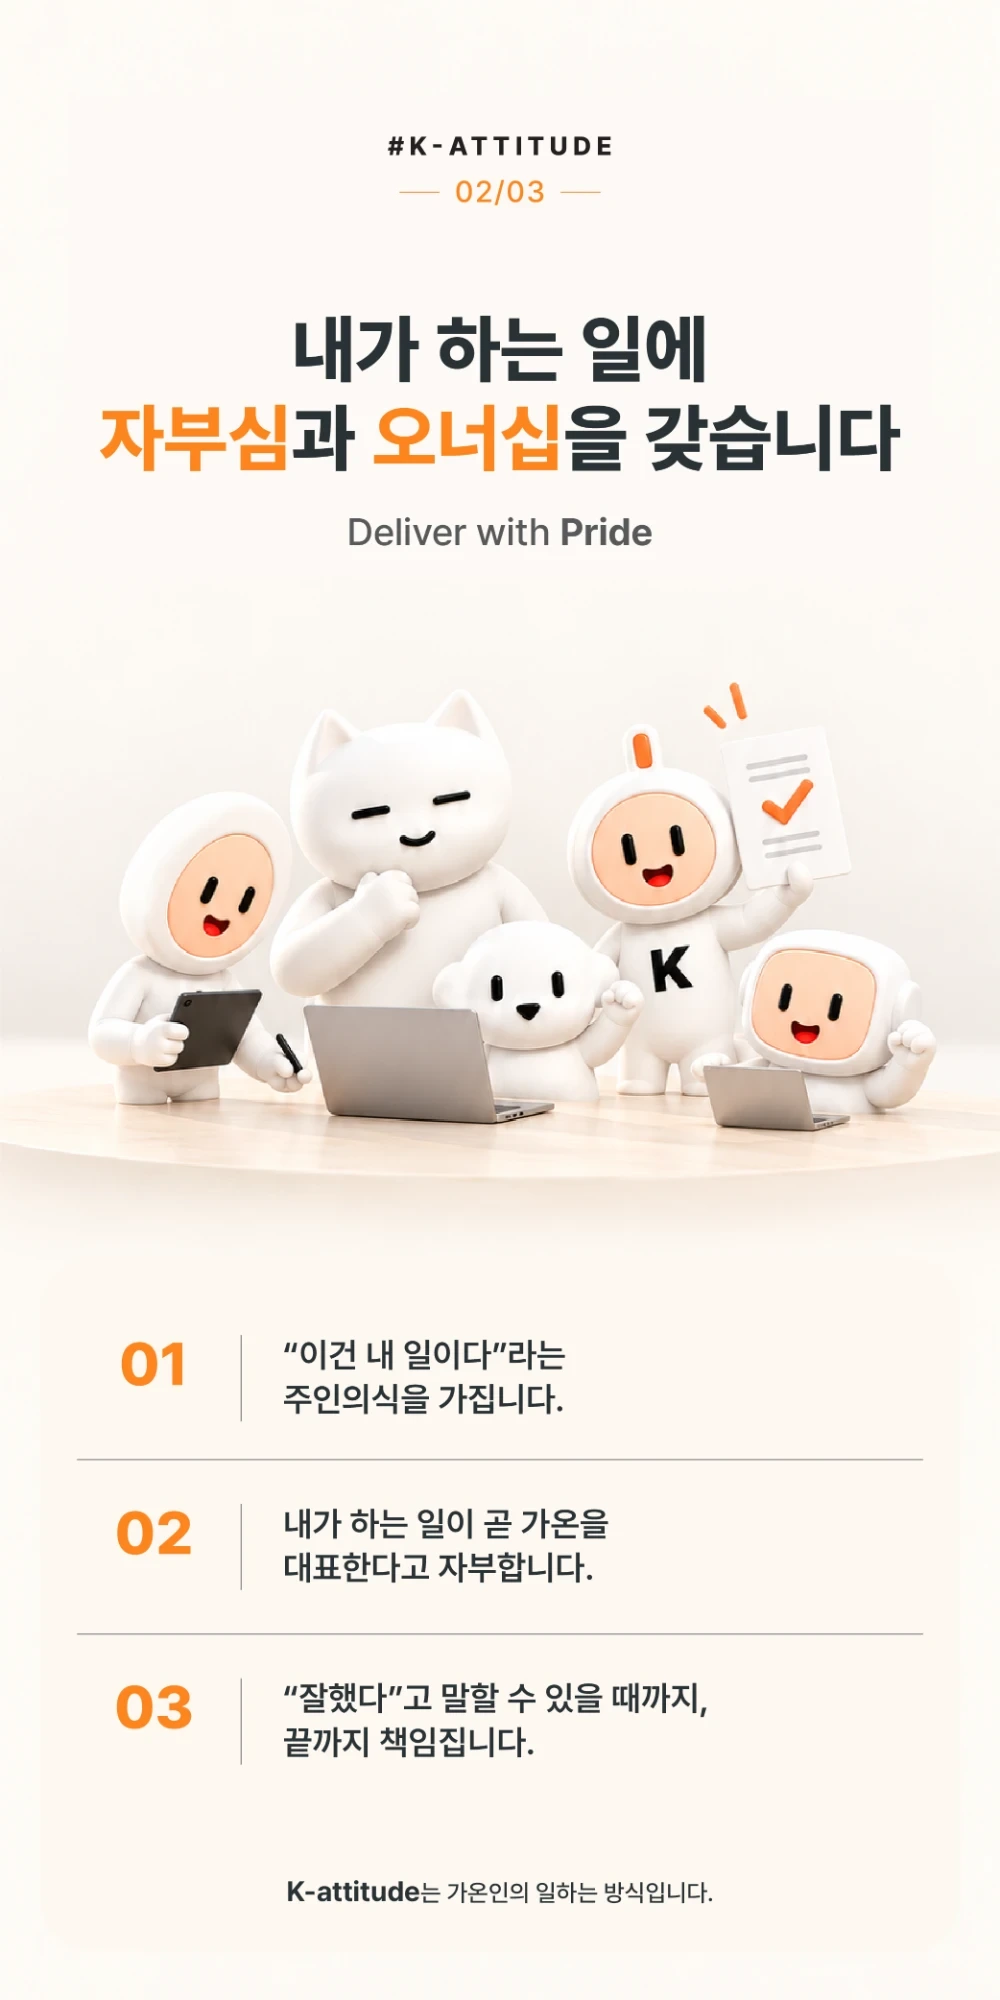 #K-ATTITUDE
02/03
내가 하는 일에
자부심과 오너십을 갖습니다
Deliver with Pride
K
01
“이건 내 일이다”라는
주인의식을 가집니다.
02
내가 하는 일이 곧 가온을
대표한다고 자부합니다.
03
“잘했다”고 말할 수 있을 때까지,
끝까지 책임집니다.
K-attitude는 가온인의 일하는 방식입니다.